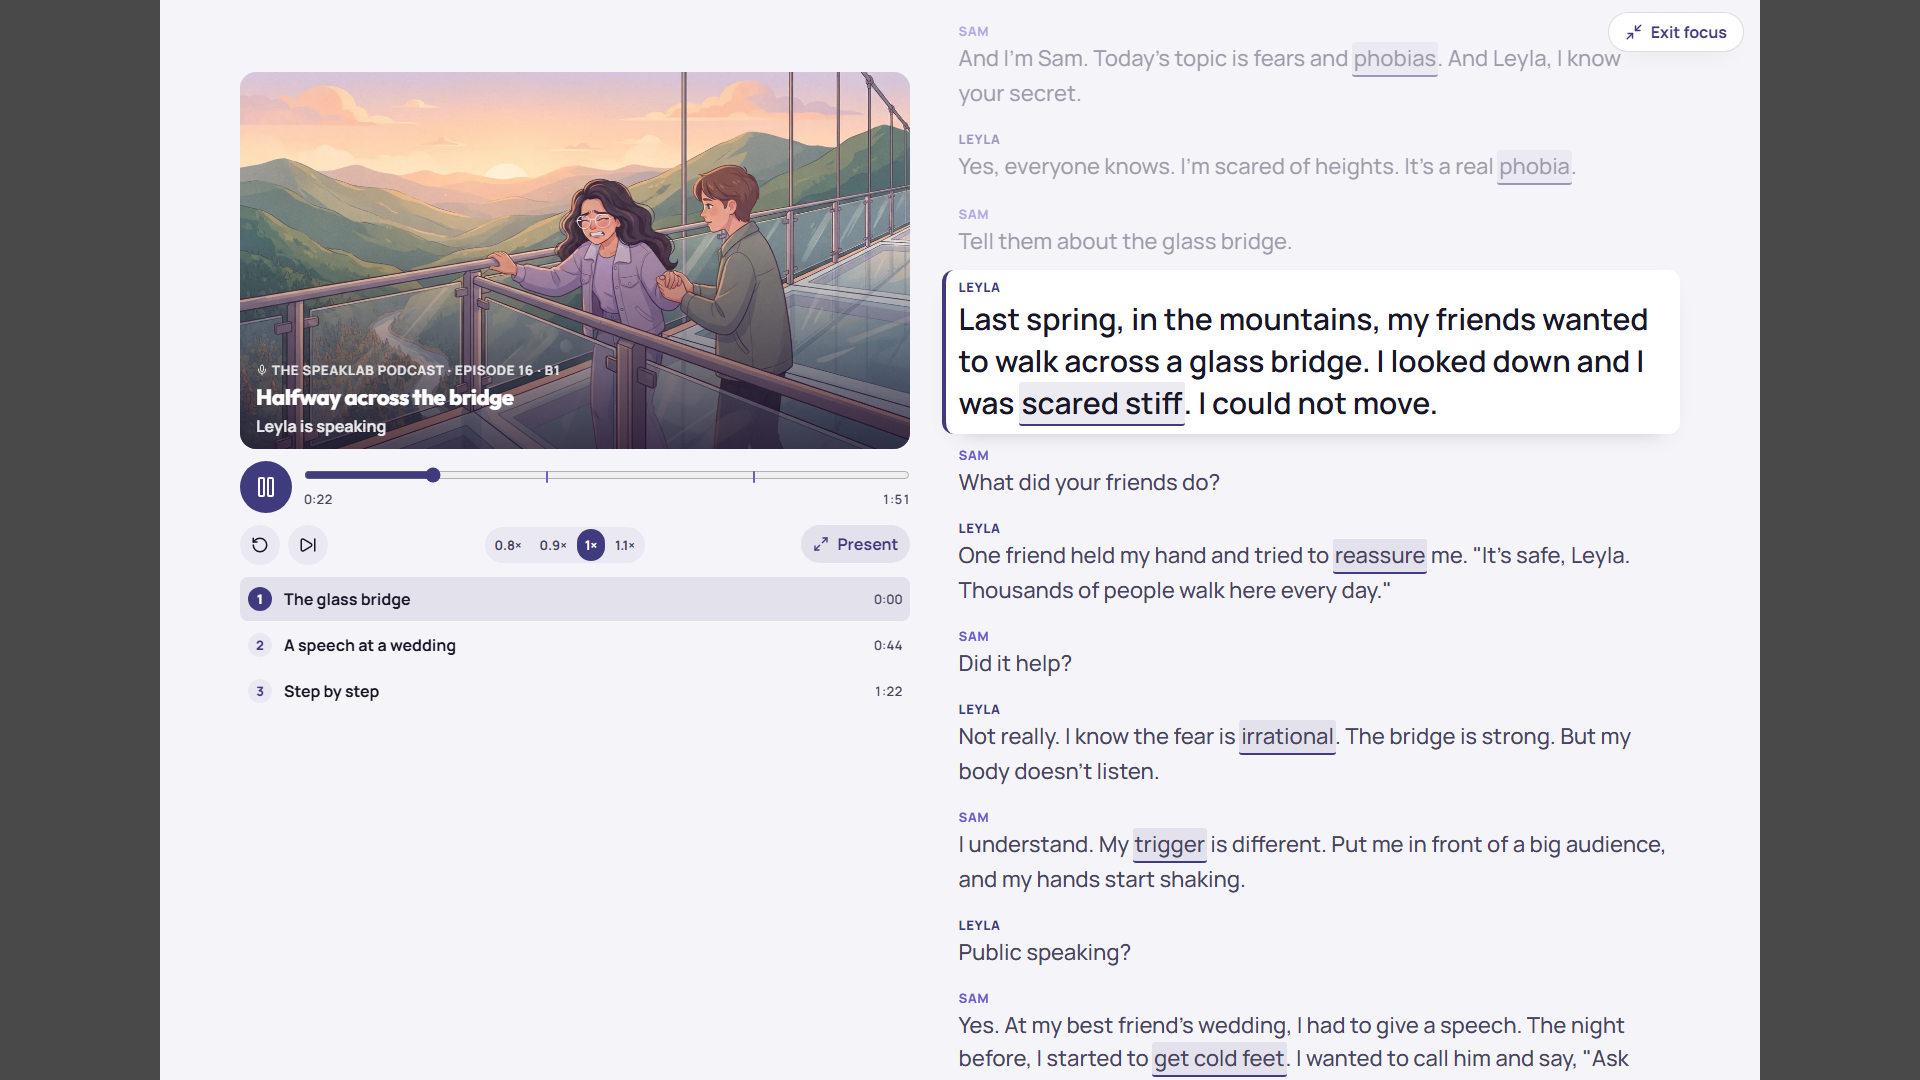 THE SPEAKLAB PODCAST · EPISODE 16 · B1
Halfway across the bridge
Leyla is speaking
0:22
1:51
0.8×
0.9×
1×
1.1×
Present
1
The glass bridge
0:00
2
A speech at a wedding
0:44
3
Step by step
1:22
Exit focus
SAM
And I'm Sam. Today's topic is fears and phobias. And Leyla, I know
your secret.
LEYLA
Yes, everyone knows. I'm scared of heights. It's a real phobia.
SAM
Tell them about the glass bridge.
LEYLA
Last spring, in the mountains, my friends wanted
to walk across a glass bridge. I looked down and I
was scared stiff. I could not move.
SAM
What did your friends do?
LEYLA
One friend held my hand and tried to reassure me. "It's safe, Leyla.
Thousands of people walk here every day."
SAM
Did it help?
LEYLA
Not really. I know the fear is irrational. The bridge is strong. But my
body doesn't listen.
SAM
I understand. My trigger is different. Put me in front of a big audience,
and my hands start shaking.
LEYLA
Public speaking?
SAM
Yes. At my best friend's wedding, I had to give a speech. The night
before, I started to get cold feet. I wanted to call him and say, "Ask